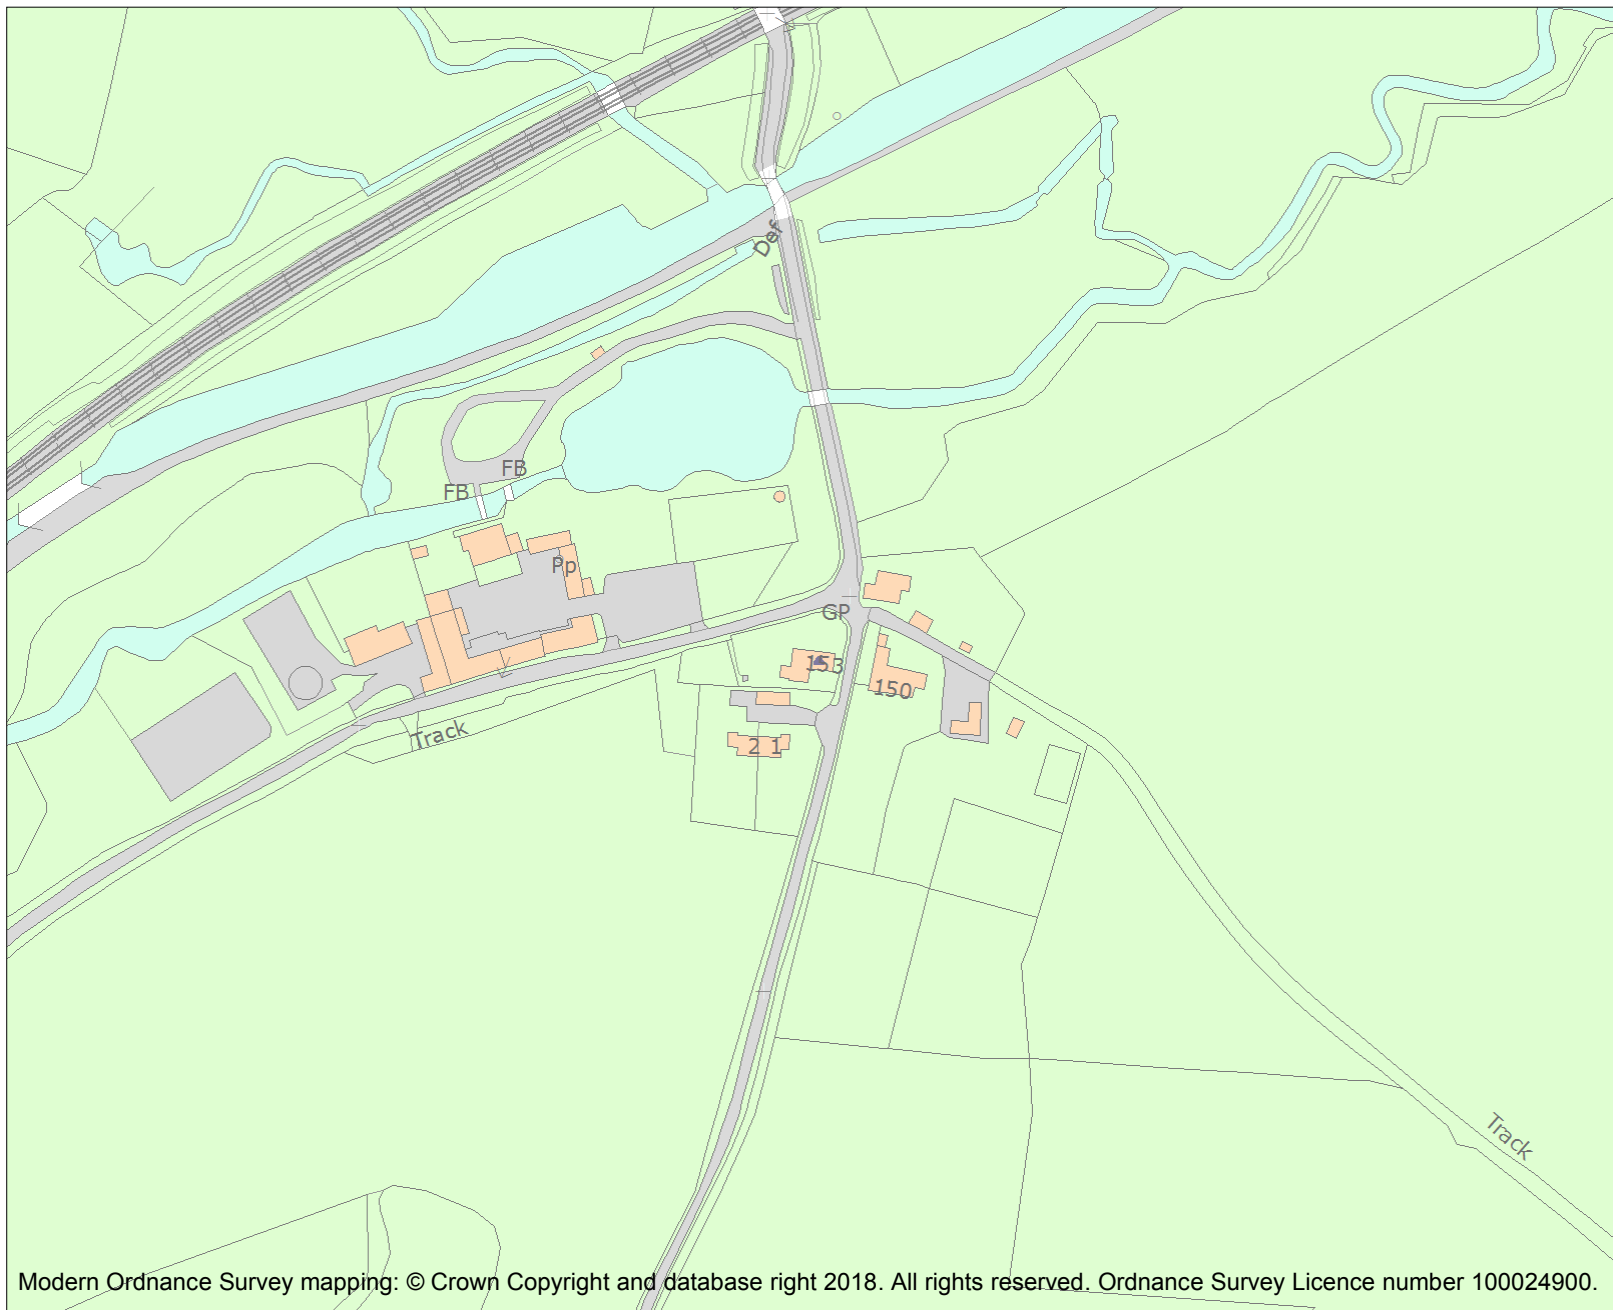 Def
FB
FB
Pp
GP
153
150
Track
2 1
Track
Modern Ordnance Survey mapping: © Crown Copyright and database right 2018. All rights reserved. Ordnance Survey Licence number 100024900.